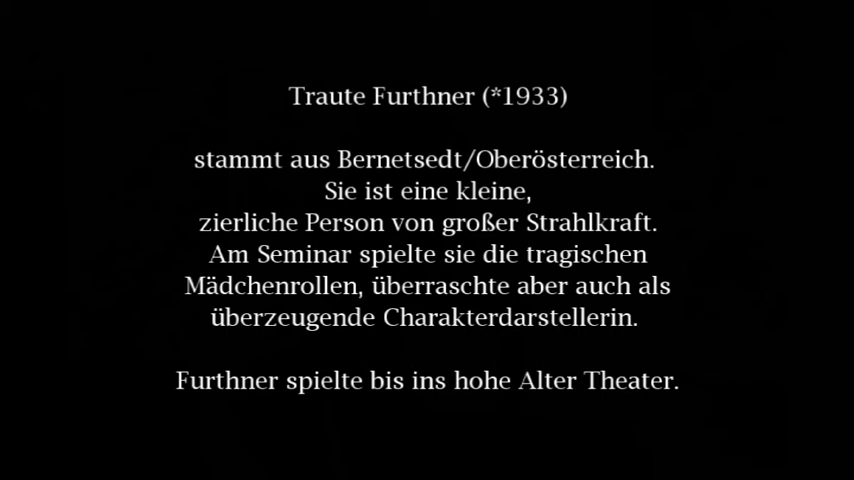 Traute Furthner (*1933)
stammt aus Bernetsedt/Oberösterreich.
Sie ist eine kleine,
zierliche Person von großer Strahlkraft.
Am Seminar spielte sie die tragischen
Mädchenrollen, überraschte aber auch als
überzeugende Charakterdarstellerin.
Furthner spielte bis ins hohe Alter Theater.